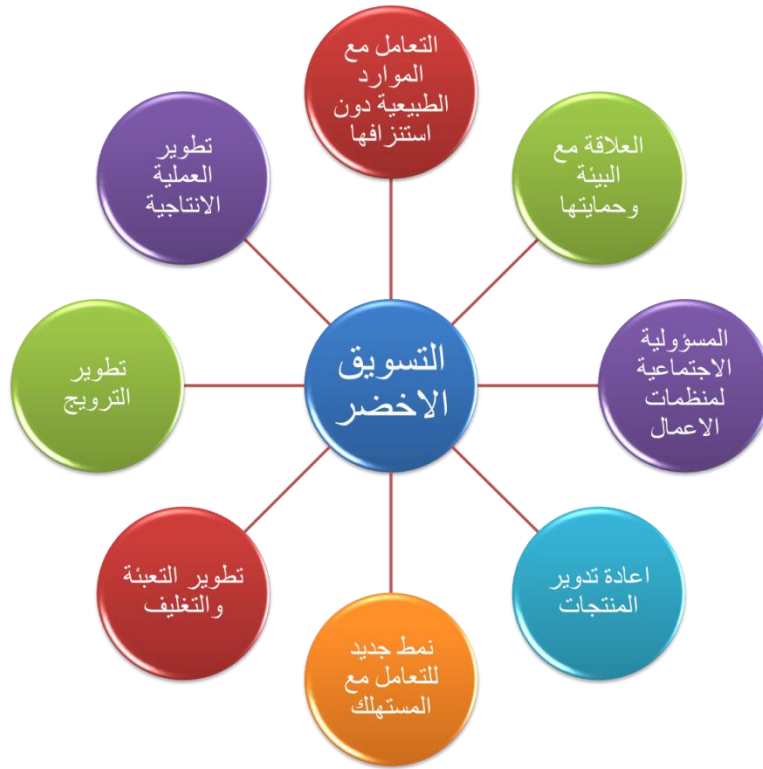 التعامل مع
الموارد
الطبيعية دون
استنزافها
العلاقة مع
البيئة
وحمايتها
المسؤولية
الاجتماعية
لمنظمات
الاعمال
اعادة تدوير
المنتجات
نمط جديد
للتعامل مع
المستهلك
تطوير التعبئة
والتغليف
تطوير
الترويج
تطوير
العملية
الانتاجية
التسويق
الاخضر